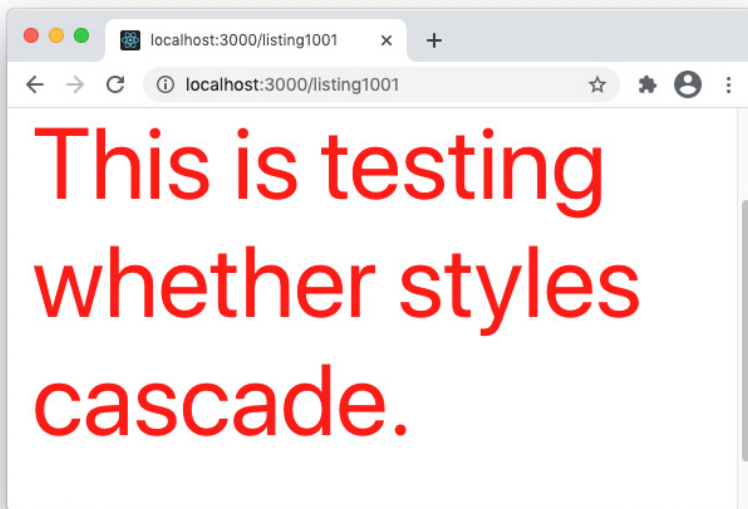 localhost:3000/listing1001
localhost:3000/listing1001
This is testing
whether styles
cascade.